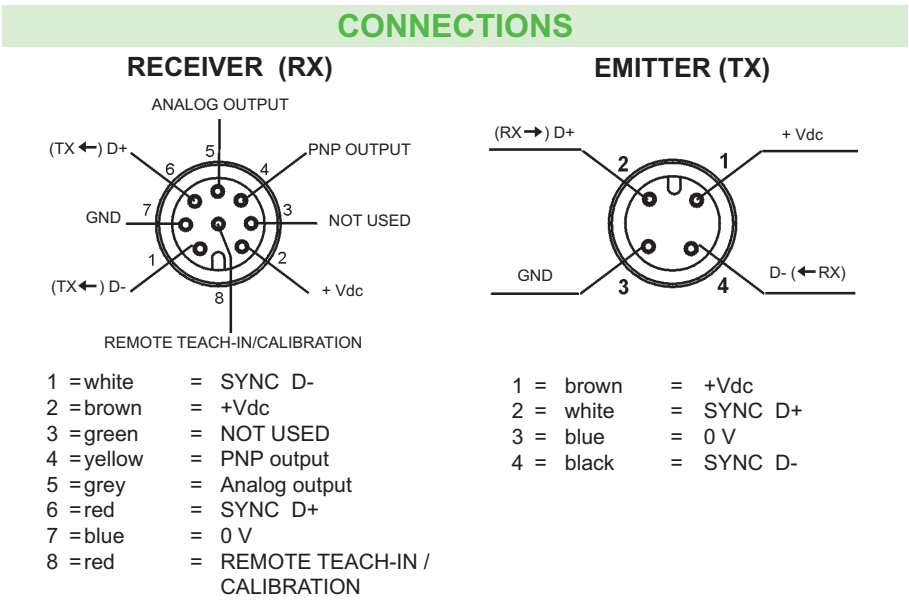 CONNECTIONS
RECEIVER (RX)
ANALOG OUTPUT
(TX ←) D+
PNP OUTPUT
GND
NOT USED
(TX←) D-
+ Vdc
REMOTE TEACH-IN/CALIBRATION
5
6
4
7
3
1
2
8
1 =white = SYNC D-
2 =brown = +Vdc
3 =green = NOT USED
4 =yellow = PNP output
5 =grey = Analog output
6 =red = SYNC D+
7 =blue = 0 V
8 =red = REMOTE TEACH-IN /
CALIBRATION
EMITTER (TX)
(RX→) D+
+ Vdc
2
1
GND
D- (←RX)
3
4
1 = brown = +Vdc
2 = white = SYNC D+
3 = blue = 0 V
4 = black = SYNC D-